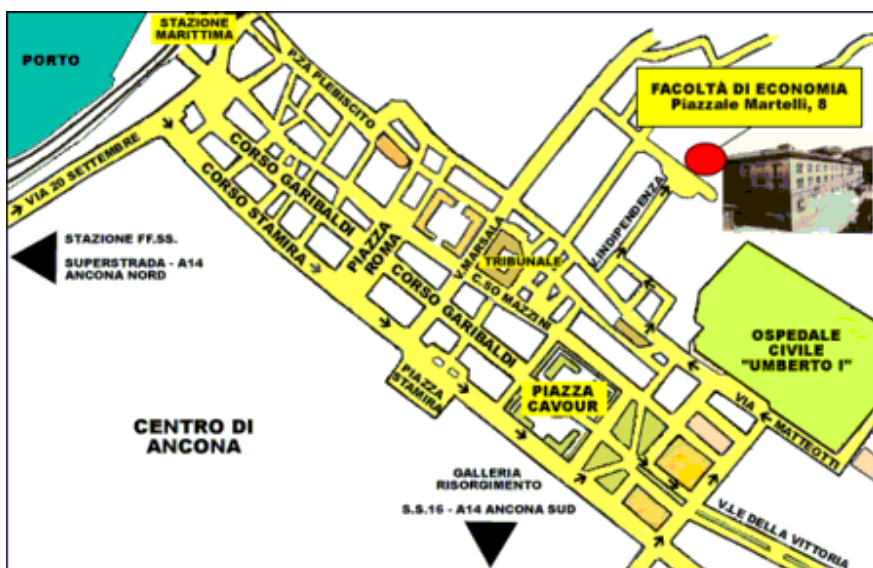 STAZIONE
MARITTIMA
PORTO
P.ZA PLEBISCITO
FACOLTÀ DI ECONOMIA
Piazzale Martelli, 8
VIA 20 SETTEMBRE
CORSO GARIBALDI
CORSO STAMIRA
PIAZZA
ROMA
V.MARSALA
TRIBUNALE
V.INDIPENDENZA
C.SO MAZZINI
STAZIONE FF.SS.
SUPERSTRADA - A14
ANCONA NORD
CORSO GARIBALDI
OSPEDALE
CIVILE
"UMBERTO I"
PIAZZA
STAMIRA
PIAZZA
CAVOUR
VIA MATTEOTTI
CENTRO DI
ANCONA
GALLERIA
RISORGIMENTO
S.S.16 - A14 ANCONA SUD
V.LE DELLA VITTORIA